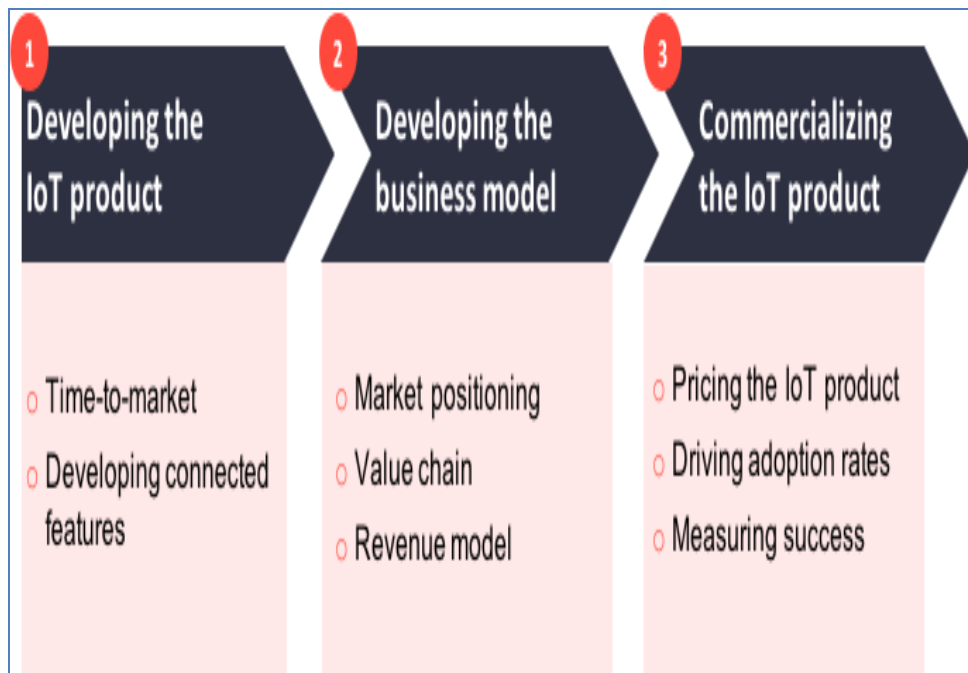 1
Developing the
IoT product
Time-to-market
Developing connected
features
2
Developing the
business model
Market positioning
Value chain
Revenue model
3
Commercializing
the IoT product
Pricing the IoT product
Driving adoption rates
Measuring success